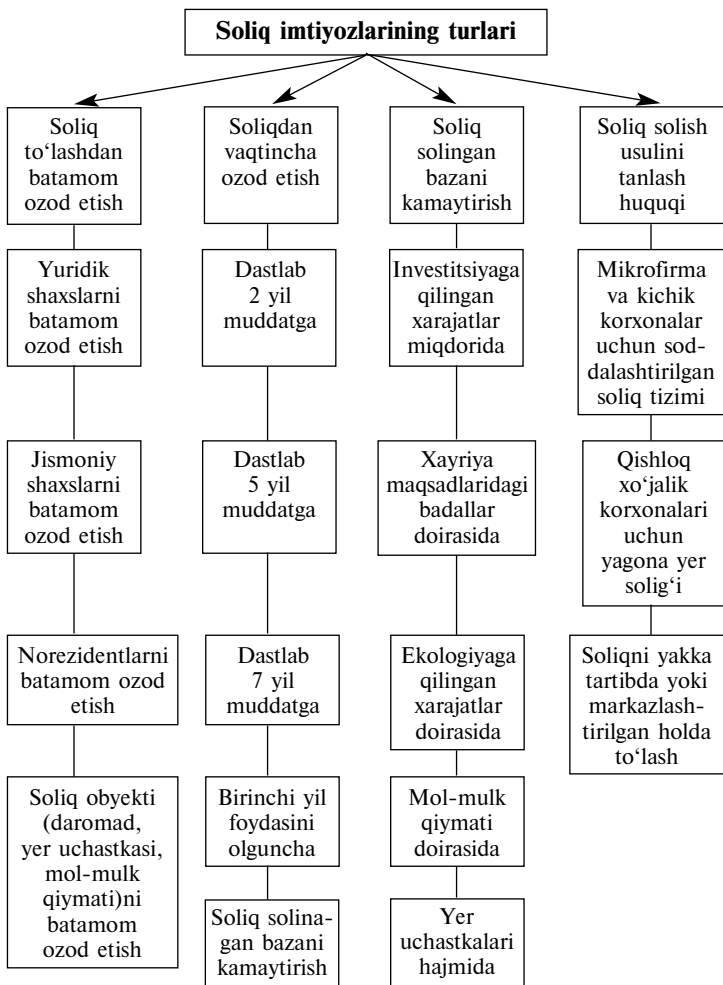 Soliq imtiyozlarining turlari
Soliq
to‘lashdan
batamom
ozod etish
Yuridik
shaxslarni
batamom
ozod etish
Jismoniy
shaxslarni
batamom
ozod etish
Norezidentlarni
batamom ozod
etish
Soliq obyekti
(daromad,
yer uchastkasi,
mol-mulk
qiymati)ni
batamom
ozod etish
Soliqdan
vaqtincha
ozod etish
Dastlab
2 yil
muddatga
Dastlab
5 yil
muddatga
Dastlab
7 yil
muddatga
Birinchi yil
foydasini
olguncha
Soliq solina-
gan bazani
kamaytirish
Soliq
solingan
bazani
kamaytirish
Investitsiyaga
qilingan
xarajatlar
miqdorida
Xayriya
maqsadlaridagi
badallar
doirasida
Ekologiyaga
qilingan
xarajatlar
doirasida
Mol-mulk
qiymati
doirasida
Yer
uchastkalari
hajmida
Soliq solish
usulini
tanlash
huquqi
Mikrofirma
va kichik
korxonalar
uchun sod-
dalashtirilgan
soliq tizimi
Qishloq
xo‘jalik
korxonalari
uchun
yagona yer
solig‘i
Soliqni yakka
tartibda yoki
markazlash-
tirilgan holda
to‘lash